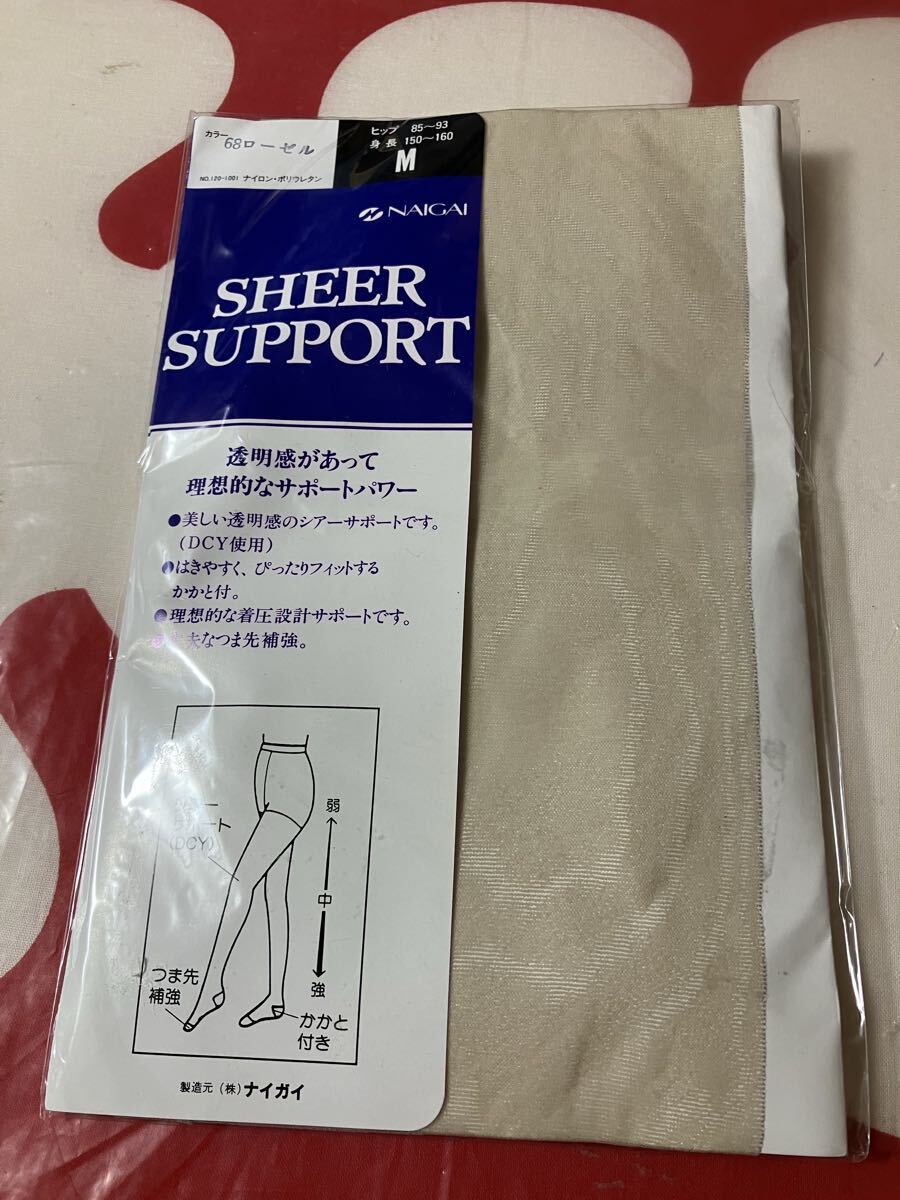 カラー
68ローゼル
NO.120-1001 ナイロン・ポリウレタン
ヒップ 85～93
身長 150～160
M
NAIGAI
SHEER
SUPPORT
透明感があって
理想的なサポートパワー
●美しい透明感のシアーサポートです。
(DCY使用)
●はきやすく、ぴったりフィットする
かかと付。
●理想的な着圧設計サポートです。
夫なつま先補強。
ート
(DCY)
弱
中
強
つま先
補強
かかと
付き
製造元 (株) ナイガイ